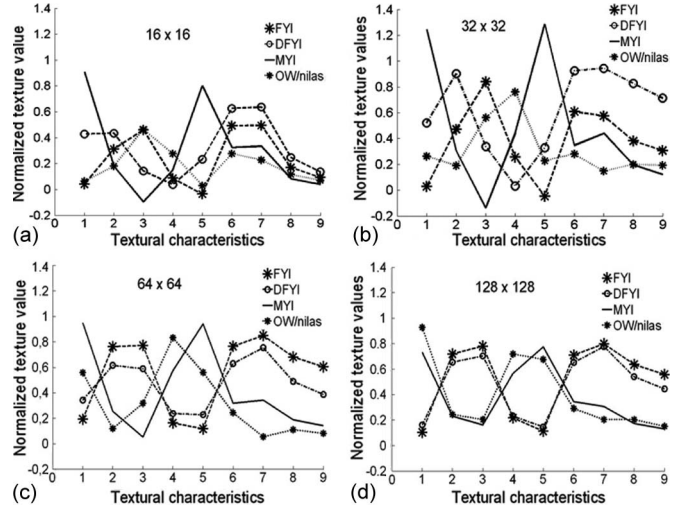 16 x 16
FYI
DFYI
MYI
OW/nilas
Normalized texture value
1.4
1.2
1
0.8
0.6
0.4
0.2
0
-0.2
0 1 2 3 4 5 6 7 8 9
Textural characteristics
(a)
32 x 32
FYI
DFYI
MYI
OW/nilas
Normalized texture values
1.4
1.2
1
0.8
0.6
0.4
0.2
0
-0.2
0 1 2 3 4 5 6 7 8 9
Textural characteristics
(b)
64 x 64
FYI
DFYI
MYI
OW/nilas
Normalized texture value
1.4
1.2
1
0.8
0.6
0.4
0.2
0
-0.2
0 1 2 3 4 5 6 7 8 9
Textural characteristics
(c)
128 x 128
FYI
DFYI
MYI
OW/nilas
Normalized texture values
1.4
1.2
1
0.8
0.6
0.4
0.2
0
-0.2
0 1 2 3 4 5 6 7 8 9
Textural characteristics
(d)